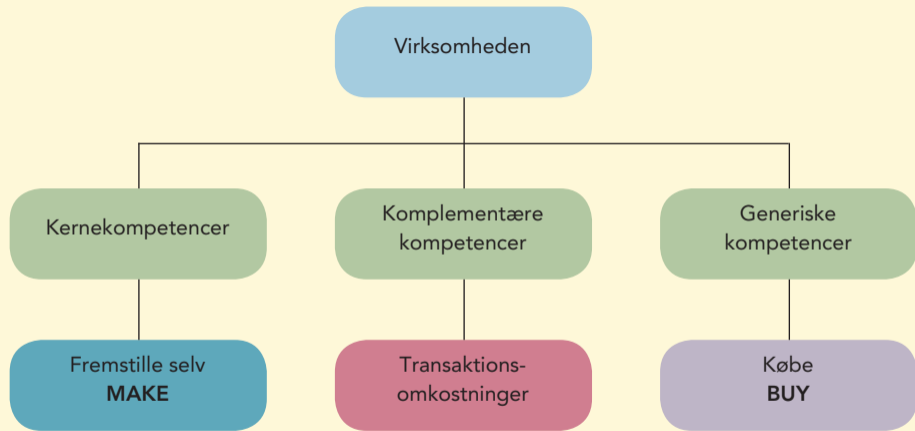 Virksomheden
Kernekompetencer
Komplementære
kompetencer
Generiske
kompetencer
Fremstille selv
MAKE
Transaktions-
omkostninger
Købe
BUY